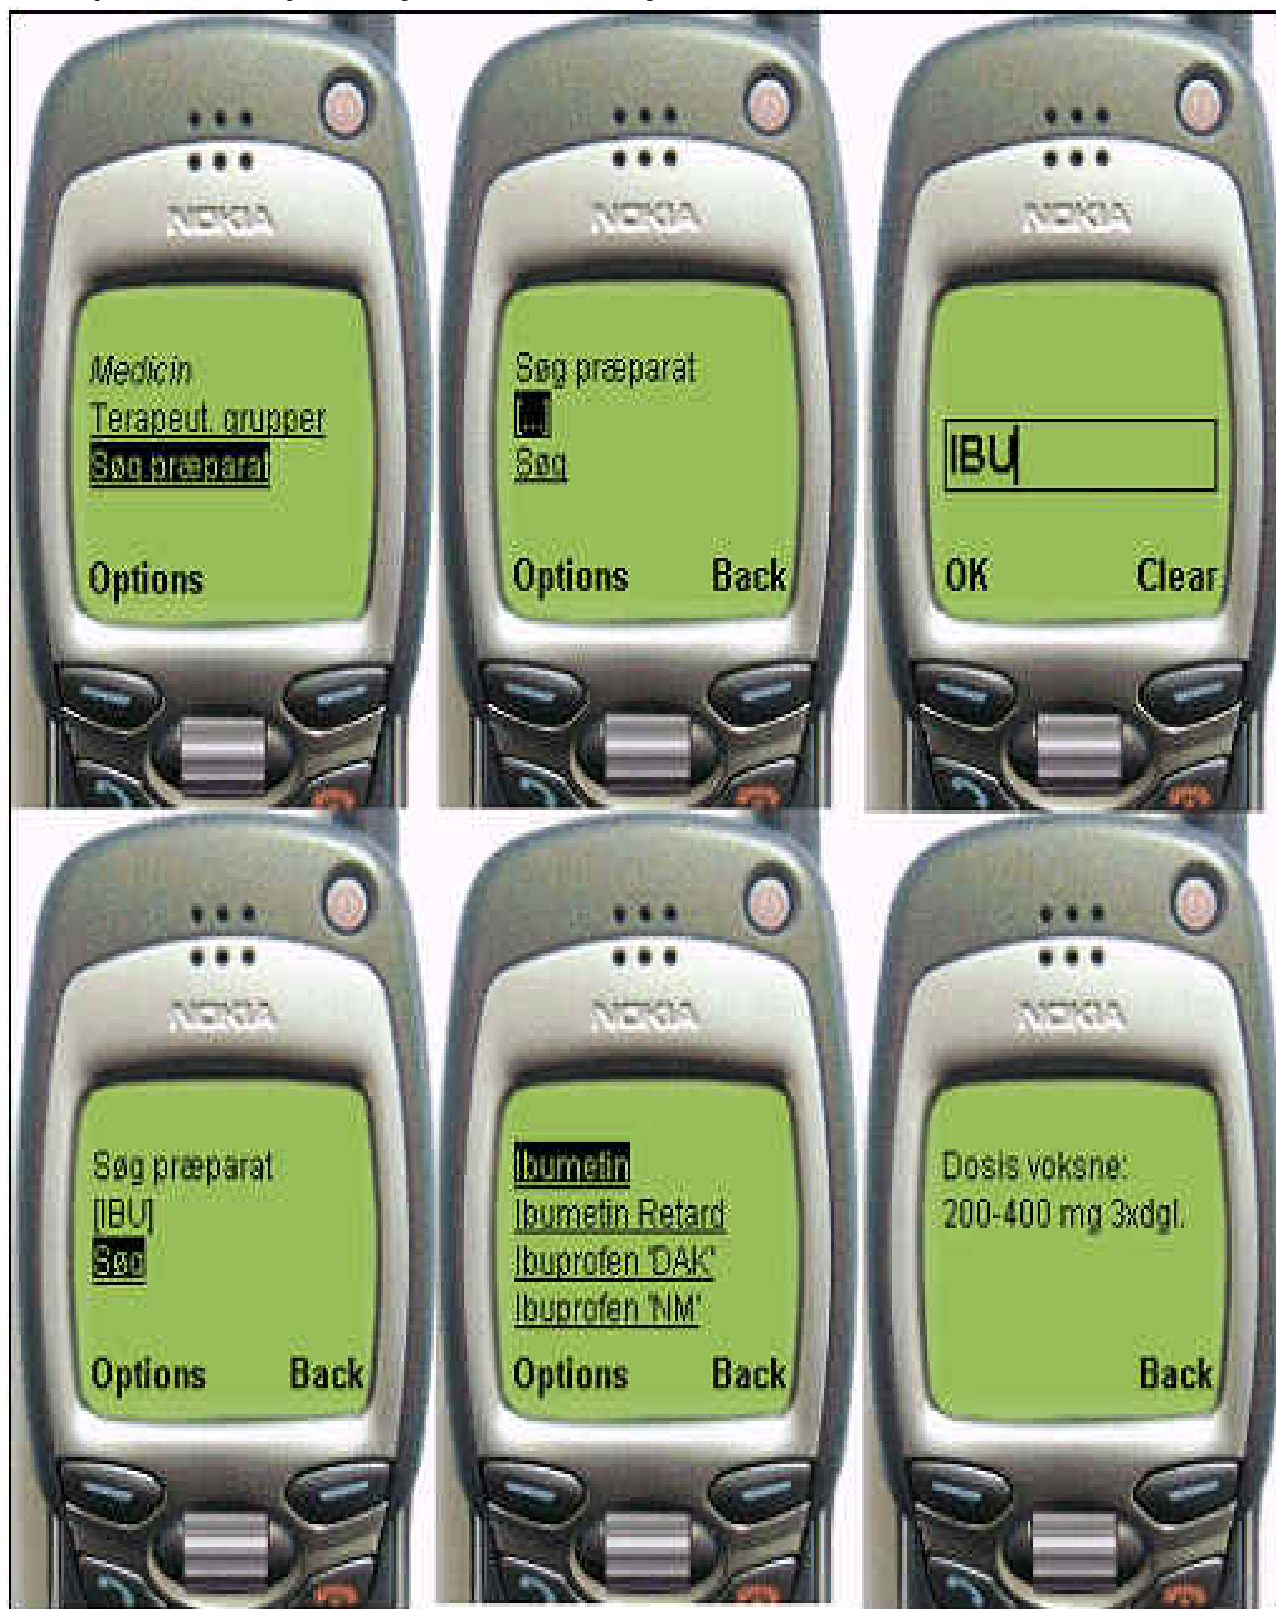 NOKIA
Medicin
Terapeut. grupper
Søg præparat
Options
NOKIA
Søg præparat
[...]
Søg
Options Back
NOKIA
IBU
OK Clear
NOKIA
Søg præparat
[IBU]
Søg
Options Back
NOKIA
Ibumetin
Ibumetin Retard
Ibuprofen 'DAK'
Ibuprofen 'NM'
Options Back
NOKIA
Dosis voksne:
200-400 mg 3xdgl.
Back